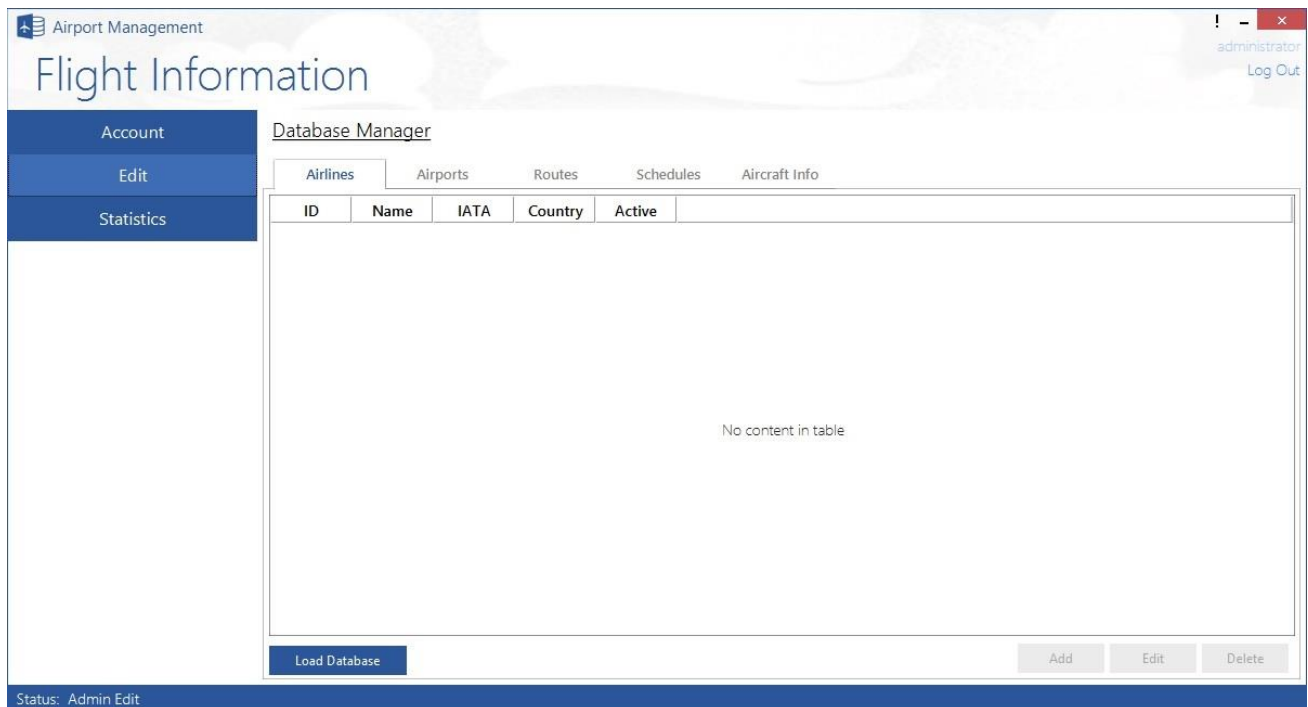 Airport Management
! – ×
administrator
Flight Information
Log Out
Account
Edit
Statistics
Database Manager
Airlines Airports Routes Schedules Aircraft Info
ID Name IATA Country Active
No content in table
Load Database Add Edit Delete
Status: Admin Edit